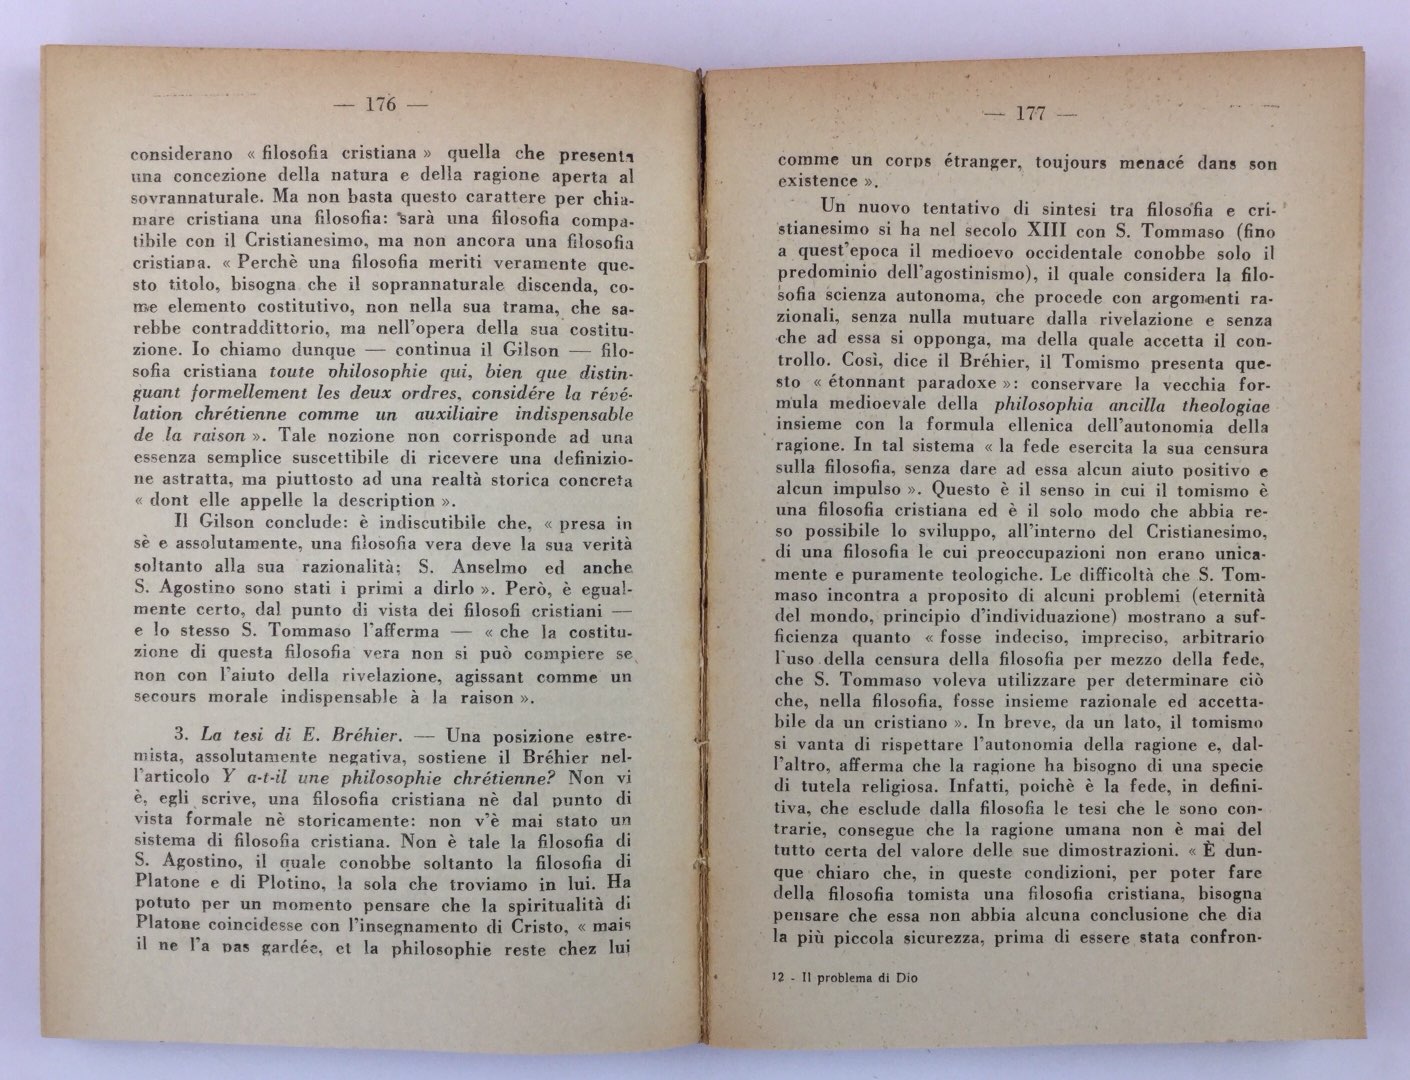 — 176 —
considerano « filosofia cristiana » quella che presenta
una concezione della natura e della ragione aperta al
sovrannaturale. Ma non basta questo carattere per chia-
mare cristiana una filosofia: sarà una filosofia compa-
tibile con il Cristianesimo, ma non ancora una filosofia
cristiana. « Perchè una filosofia meriti veramente que-
sto titolo, bisogna che il soprannaturale discenda, co-
me elemento costitutivo, non nella sua trama, che sa-
rebbe contraddittorio, ma nell'opera della sua costitu-
zione. Io chiamo dunque — continua il Gilson — filo-
sofia cristiana toute philosophie qui, bien que distin-
guant formellement les deux ordres, considére la révé-
lation chrétienne comme un auxiliaire indispensable
de la raison ». Tale nozione non corrisponde ad una
essenza semplice suscettibile di ricevere una definizio-
ne astratta, ma piuttosto ad una realtà storica concreta
« dont elle appelle la description ».
Il Gilson conclude: è indiscutibile che, « presa in
sè e assolutamente, una filosofia vera deve la sua verità
soltanto alla sua razionalità; S. Anselmo ed anche
S. Agostino sono stati i primi a dirlo ». Però, è egual-
mente certo, dal punto di vista dei filosofi cristiani —
e lo stesso S. Tommaso l'afferma — « che la costitu-
zione di questa filosofia vera non si può compiere se
non con l'aiuto della rivelazione, agissant comme un
secours morale indispensable à la raison ».
3. La tesi di E. Bréhier. — Una posizione estre-
mista, assolutamente negativa, sostiene il Bréhier nel-
l'articolo Y a-t-il une philosophie chrétienne? Non vi
è, egli scrive, una filosofia cristiana nè dal punto di
vista formale nè storicamente: non v'è mai stato un
sistema di filosofia cristiana. Non è tale la filosofia di
S. Agostino, il quale conobbe soltanto la filosofia di
Platone e di Plotino, la sola che troviamo in lui. Ha
potuto per un momento pensare che la spiritualità di
Platone coincidesse con l'insegnamento di Cristo, « mais
il ne l'a pas gardée, et la philosophie reste chez lui
— 177 —
comme un corps étranger, toujours menacé dans son
existence ».
Un nuovo tentativo di sintesi tra filosofia e cri-
stianesimo si ha nel secolo XIII con S. Tommaso (fino
a quest'epoca il medioevo occidentale conobbe solo il
predominio dell'agostinismo), il quale considera la filo-
sofia scienza autonoma, che procede con argomenti ra-
zionali, senza nulla mutuare dalla rivelazione e senza
che ad essa si opponga, ma della quale accetta il con-
trollo. Così, dice il Bréhier, il Tomismo presenta que-
sto « étonnant paradoxe »: conservare la vecchia for-
mula medioevale della philosophia ancilla theologiae
insieme con la formula ellenica dell'autonomia della
ragione. In tal sistema « la fede esercita la sua censura
sulla filosofia, senza dare ad essa alcun aiuto positivo e
alcun impulso ». Questo è il senso in cui il tomismo è
una filosofia cristiana ed è il solo modo che abbia re-
so possibile lo sviluppo, all'interno del Cristianesimo,
di una filosofia le cui preoccupazioni non erano unica-
mente e puramente teologiche. Le difficoltà che S. Tom-
maso incontra a proposito di alcuni problemi (eternità
del mondo, principio d'individuazione) mostrano a suf-
ficienza quanto « fosse indeciso, impreciso, arbitrario
l'uso della censura della filosofia per mezzo della fede,
che S. Tommaso voleva utilizzare per determinare ciò
che, nella filosofia, fosse insieme razionale ed accetta-
bile da un cristiano ». In breve, da un lato, il tomismo
si vanta di rispettare l'autonomia della ragione e, dal-
l'altro, afferma che la ragione ha bisogno di una specie
di tutela religiosa. Infatti, poichè è la fede, in defini-
tiva, che esclude dalla filosofia le tesi che le sono con-
trarie, consegue che la ragione umana non è mai del
tutto certa del valore delle sue dimostrazioni. « È dun-
que chiaro che, in queste condizioni, per poter fare
della filosofia tomista una filosofia cristiana, bisogna
pensare che essa non abbia alcuna conclusione che dia
la più piccola sicurezza, prima di essere stata confron-
12 - Il problema di Dio